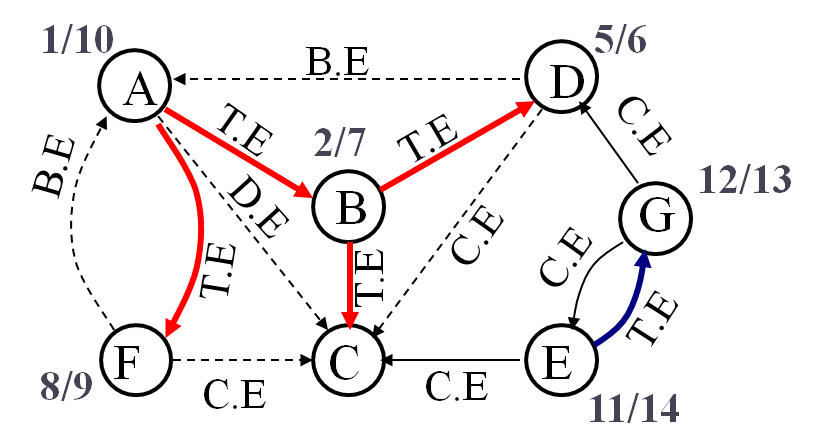 1/10
5/6
B.E
A
D
T.E
T.E
C.E
2/7
B.E
12/13
D.E
B
G
C.E
C.E
T.E
T.E
T.E
F
C
E
8/9
C.E
C.E
11/14